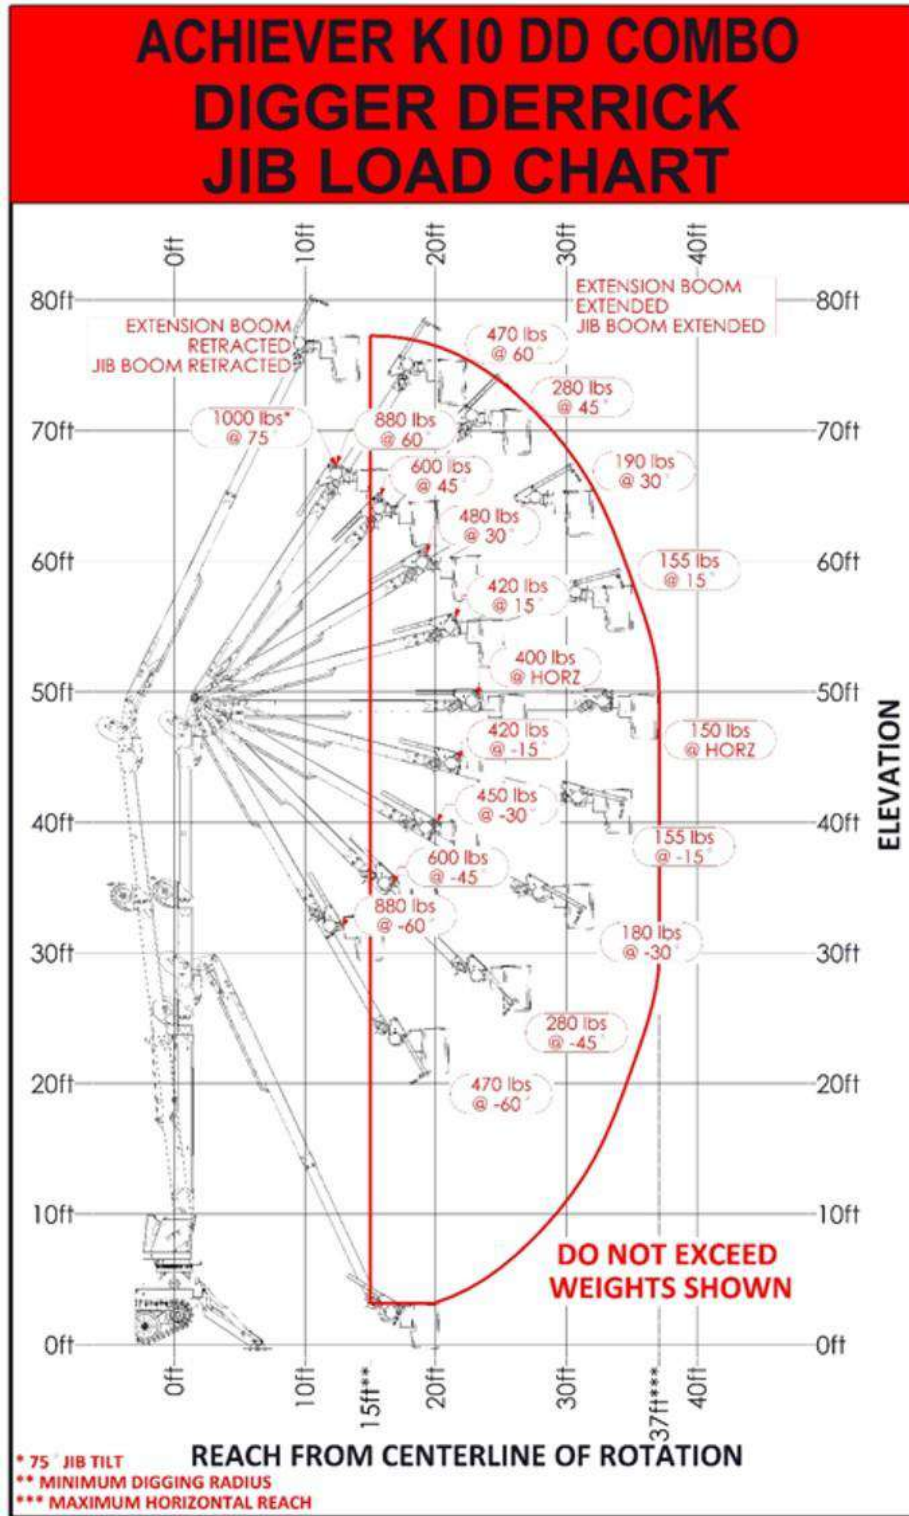 ACHIEVER K10 DD COMBO
DIGGER DERRICK
JIB LOAD CHART
0ft
10ft
20ft
30ft
40ft
80ft
80ft
EXTENSION BOOM
RETRACTED
JIB BOOM RETRACTED
EXTENSION BOOM
EXTENDED
JIB BOOM EXTENDED
470 lbs
@ 60°
280 lbs
@ 45°
1000 lbs*
@ 75°
880 lbs
@ 60°
70ft
70ft
600 lbs
@ 45°
190 lbs
@ 30°
480 lbs
@ 30°
60ft
60ft
155 lbs
@ 15°
420 lbs
@ 15°
400 lbs
@ HORZ
50ft
50ft
420 lbs
@ -15°
150 lbs
@ HORZ
ELEVATION
450 lbs
@ -30°
40ft
40ft
155 lbs
@ -15°
600 lbs
@ -45°
880 lbs
@ -60°
180 lbs
@ -30°
30ft
30ft
280 lbs
@ -45°
470 lbs
@ -60°
20ft
20ft
10ft
10ft
DO NOT EXCEED
WEIGHTS SHOWN
0ft
0ft
0ft
10ft
15ft**
20ft
30ft
37ft***
40ft
REACH FROM CENTERLINE OF ROTATION
* 75° JIB TILT
** MINIMUM DIGGING RADIUS
*** MAXIMUM HORIZONTAL REACH